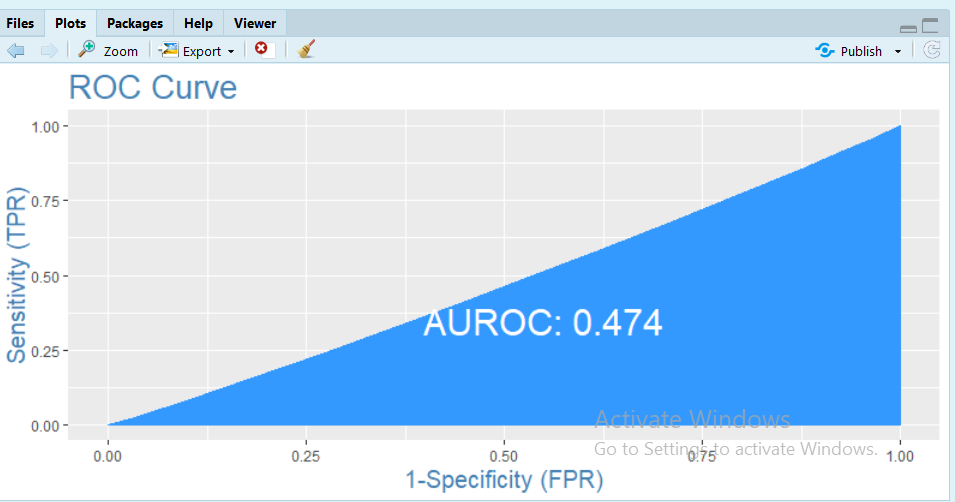 Files Plots Packages Help Viewer
Zoom Export Publish
ROC Curve
1.00
0.75
0.50
0.25
0.00
Sensitivity (TPR)
AUROC: 0.474
Activate Windows
Go to Settings to activate Windows.
0.00 0.25 0.50 0.75 1.00
1-Specificity (FPR)